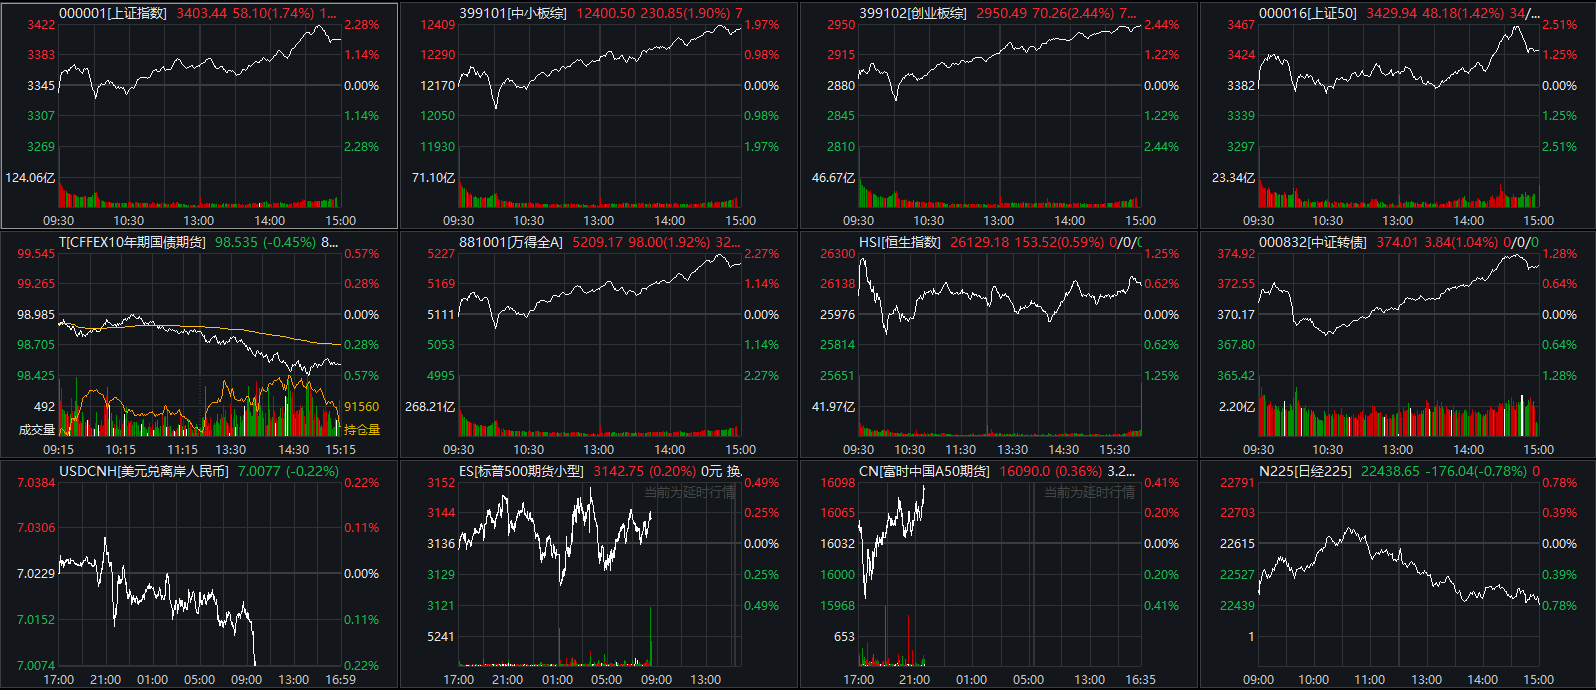 000001[上证指数] 3403.44 58.10(1.74%) 1...
3422 2.28%
3383 1.14%
3345 0.00%
3307 1.14%
3269 2.28%
124.06亿
09:30 10:30 13:00 14:00 15:00
399101[中小板综] 12400.50 230.85(1.90%) 7
12409 1.97%
12290 0.98%
12170 0.00%
12050 0.98%
11930 1.97%
71.10亿
09:30 10:30 13:00 14:00 15:00
399102[创业板综] 2950.49 70.26(2.44%) 7...
2950 2.44%
2915 1.22%
2880 0.00%
2845 1.22%
2810 2.44%
46.67亿
09:30 10:30 13:00 14:00 15:00
000016[上证50] 3429.94 48.18(1.42%) 34/...
3467 2.51%
3424 1.25%
3382 0.00%
3339 1.25%
3297 2.51%
23.34亿
09:30 10:30 13:00 14:00 15:00
T[CFFEX10年期国债期货] 98.535 (-0.45%) 8...
99.545 0.57%
99.265 0.28%
98.985 0.00%
98.705 0.28%
98.425 0.57%
492 91560
成交量 持仓量
09:15 10:15 11:15 13:30 14:30 15:15
881001[万得全A] 5209.17 98.00(1.92%) 32...
5227 2.27%
5169 1.14%
5111 0.00%
5053 1.14%
4995 2.27%
268.21亿
09:30 10:30 13:00 14:00 15:00
HSI[恒生指数] 26129.18 153.52(0.59%) 0/0/0
26300 1.25%
26138 0.62%
25976 0.00%
25814 0.62%
25651 1.25%
41.97亿
09:30 10:30 11:30 13:30 14:30 15:30
000832[中证转债] 374.01 3.84(1.04%) 0/0/0
374.92 1.28%
372.55 0.64%
370.17 0.00%
367.80 0.64%
365.42 1.28%
2.20亿
09:30 10:30 13:00 14:00 15:00
USDCNH[美元兑离岸人民币] 7.0077 (-0.22%)
7.0384 0.22%
7.0306 0.11%
7.0229 0.00%
7.0152 0.11%
7.0074 0.22%
17:00 21:00 01:00 05:00 09:00 13:00 16:59
ES[标普500期货小型] 3142.75 (0.20%) 0元 换.
当前为延时行情
3152 0.49%
3144 0.25%
3136 0.00%
3129 0.25%
3121 0.49%
5241
17:00 21:00 01:00 05:00 09:00 13:00
CN[富时中国A50期货] 16090.0 (0.36%) 3.2...
当前为延时行情
16098 0.41%
16065 0.20%
16032 0.00%
16000 0.20%
15968 0.41%
653
17:00 21:00 01:00 05:00 13:00 16:35
N225[日经225] 22438.65 -176.04(-0.78%) 0
22791 0.78%
22703 0.39%
22615 0.00%
22527 0.39%
22439 0.78%
1
09:00 10:00 11:00 13:00 14:00 15:00